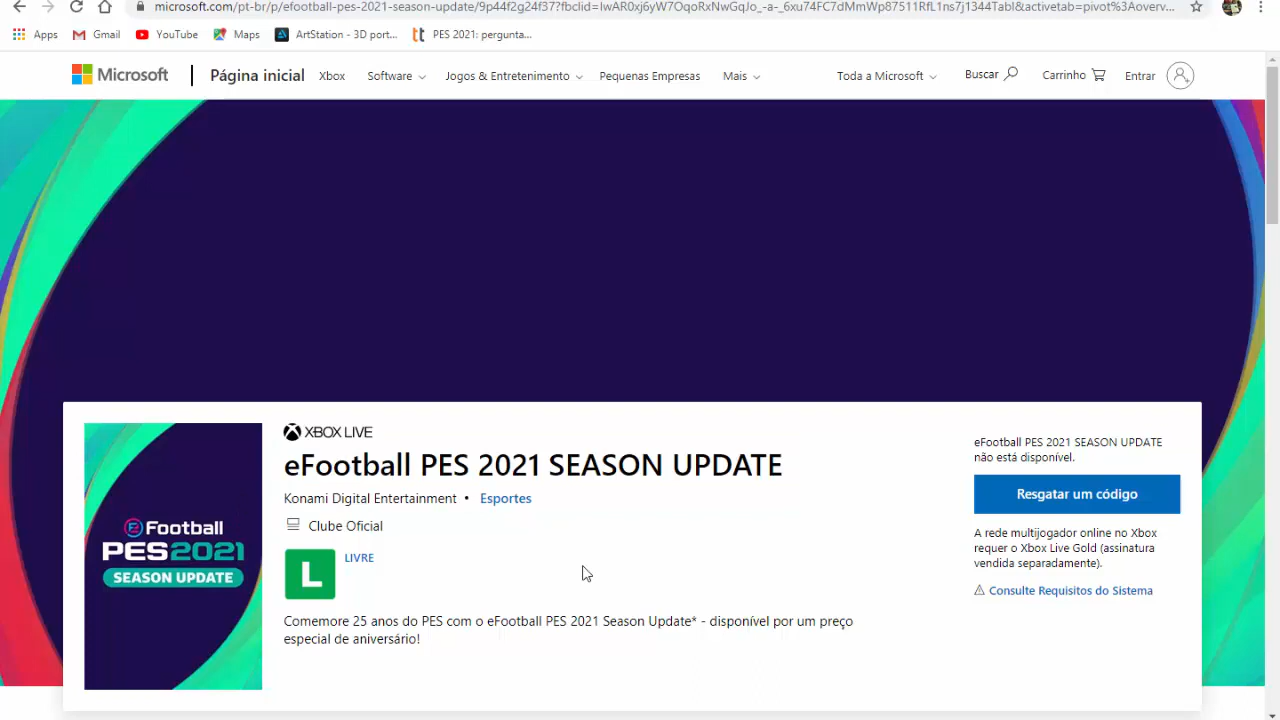 microsoft.com/pt-br/p/efootball-pes-2021-season-update/9p44f2g24f37?fbclid=IwAR0xj6yW7OqoRxNwGqJo_-a-_6xu74FC7dMmWp87511RfL1ns7j1344TabI&activetab=pivot%3Aoverv...
Apps Gmail YouTube Maps ArtStation - 3D port... PES 2021: pergunta...
Microsoft Página inicial Xbox Software Jogos & Entretenimento Pequenas Empresas Mais Toda a Microsoft Buscar Carrinho Entrar
XBOX LIVE
eFootball PES 2021 SEASON UPDATE
Konami Digital Entertainment • Esportes
Clube Oficial
L LIVRE
Comemore 25 anos do PES com o eFootball PES 2021 Season Update* - disponível por um preço
especial de aniversário!
eFootball
PES2021
SEASON UPDATE
eFootball PES 2021 SEASON UPDATE
não está disponível.
Resgatar um código
A rede multijogador online no Xbox
requer o Xbox Live Gold (assinatura
vendida separadamente).
Consulte Requisitos do Sistema